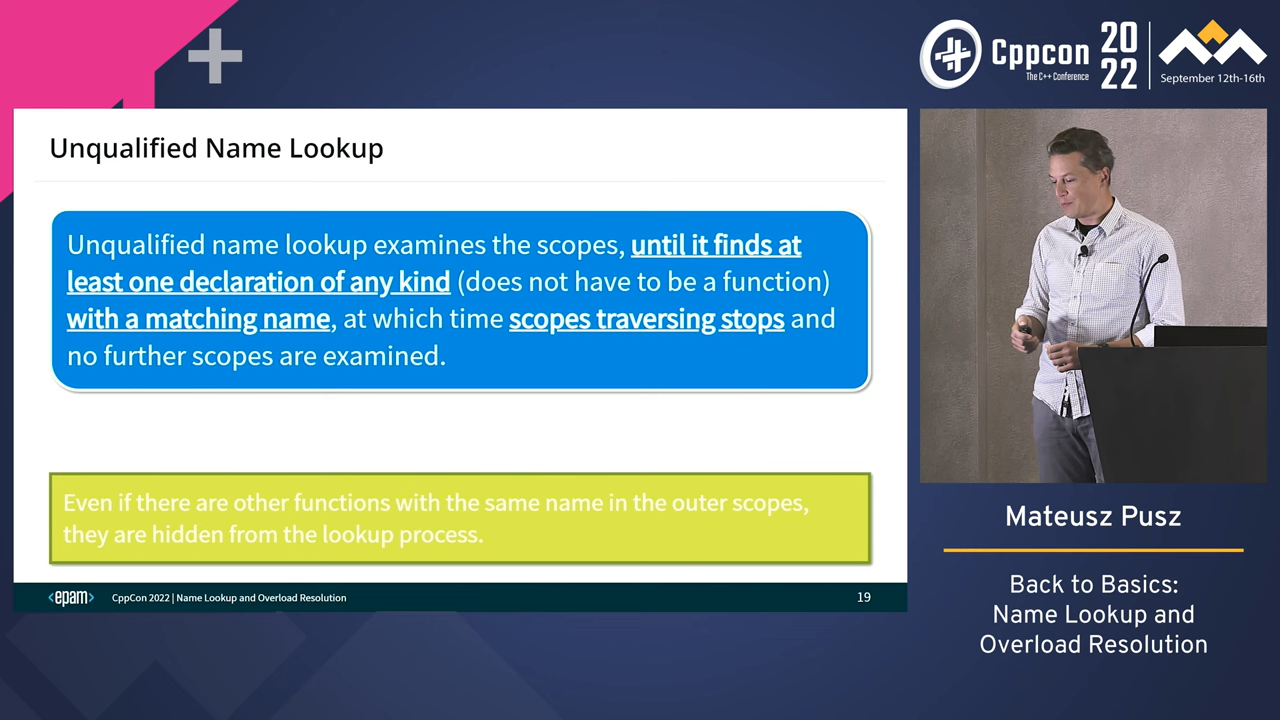 Cppcon
The C++ Conference
20
22
September 12th-16th
Unqualified Name Lookup
Unqualified name lookup examines the scopes, until it finds at
least one declaration of any kind (does not have to be a function)
with a matching name, at which time scopes traversing stops and
no further scopes are examined.
Even if there are other functions with the same name in the outer scopes,
they are hidden from the lookup process.
<epam> CppCon 2022 | Name Lookup and Overload Resolution 19
Mateusz Pusz
Back to Basics:
Name Lookup and
Overload Resolution